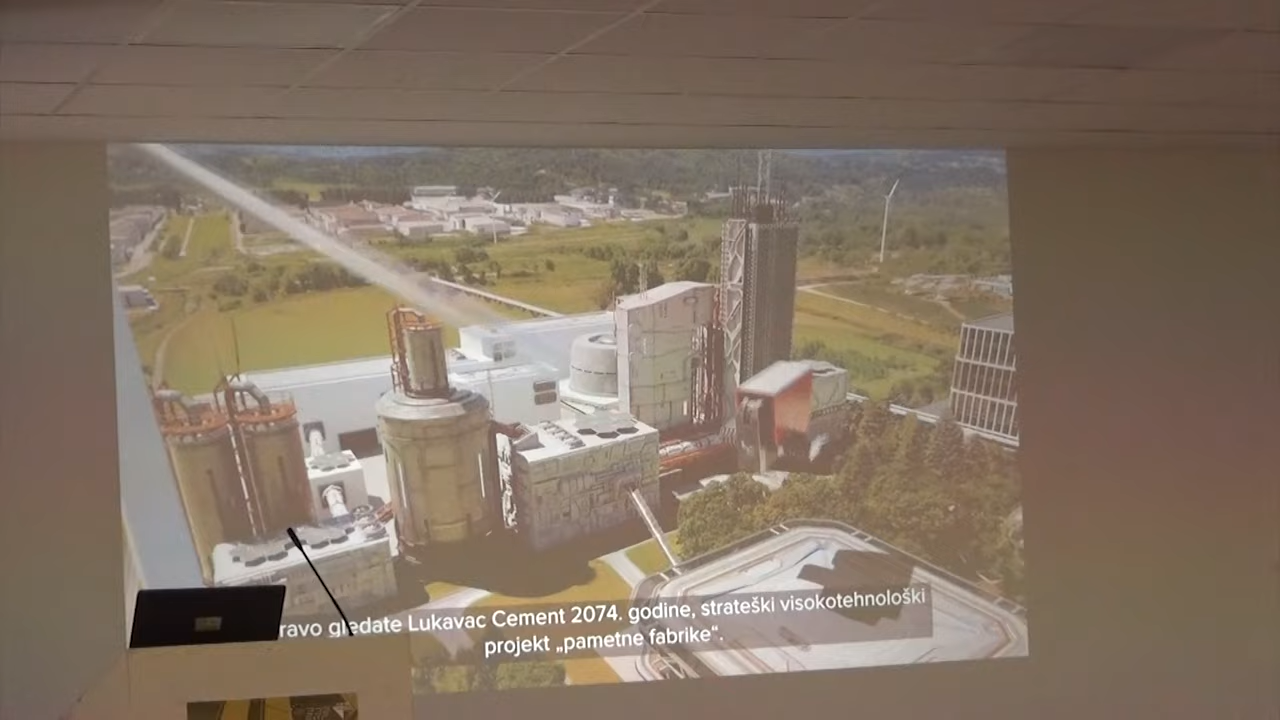 ravo gledate Lukavac Cement 2074. godine, strateški visokotehnološki
projekt „pametne fabrike“.